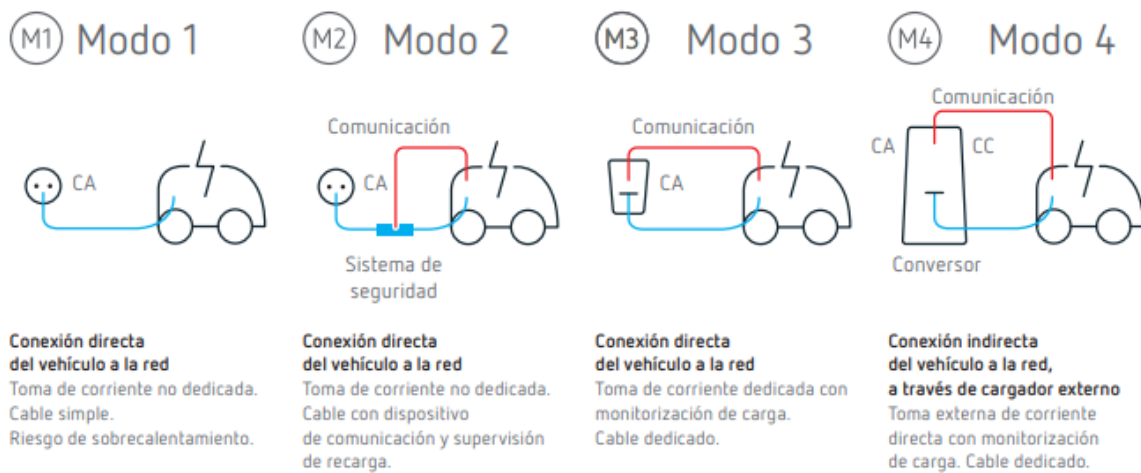 M1 Modo 1
CA
Conexión directa
del vehículo a la red
Toma de corriente no dedicada.
Cable simple.
Riesgo de sobrecalentamiento.
M2 Modo 2
Comunicación
CA
Sistema de
seguridad
Conexión directa
del vehículo a la red
Toma de corriente no dedicada.
Cable con dispositivo
de comunicación y supervisión
de recarga.
M3 Modo 3
Comunicación
CA
Conexión directa
del vehículo a la red
Toma de corriente dedicada con
monitorización de carga.
Cable dedicado.
M4 Modo 4
Comunicación
CA CC
Conversor
Conexión indirecta
del vehículo a la red,
a través de cargador externo
Toma externa de corriente
directa con monitorización
de carga. Cable dedicado.